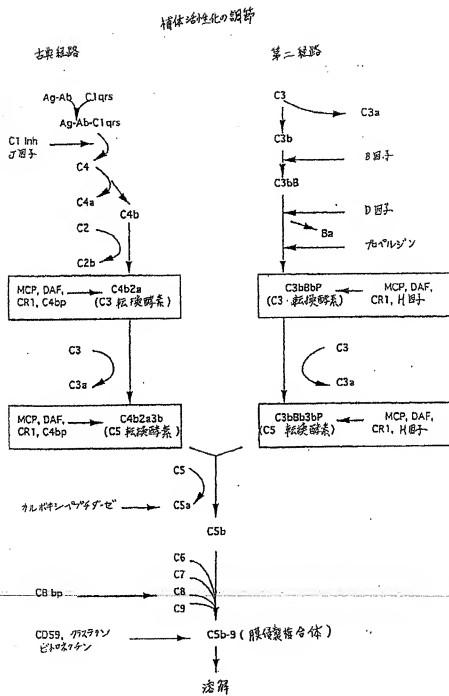 補体活性化の調節
古典経路
第二経路
Ag-Ab C1qrs
Ag-Ab-C1qrs
C1 Inh
J因子
C4
C4a
C4b
C2
C2b
MCP, DAF,
CR1, C4bp
C4b2a
(C3 転換酵素)
C3
C3a
MCP, DAF,
CR1, C4bp
C4b2a3b
(C5 転換酵素)
C3
C3a
C3b
B因子
C3bB
D因子
Ba
プロペルジン
C3bBbP
(C3 転換酵素)
MCP, DAF,
CR1, H因子
C3
C3a
C3bBb3bP
(C5 転換酵素)
MCP, DAF,
CR1, H因子
C5
カルボキシペプチダーゼ
C5a
C5b
C6
C7
C8
C9
C8 bp
CD59, クラステリン
ビトロネクチン
C5b-9 (膜侵襲複合体)
溶解